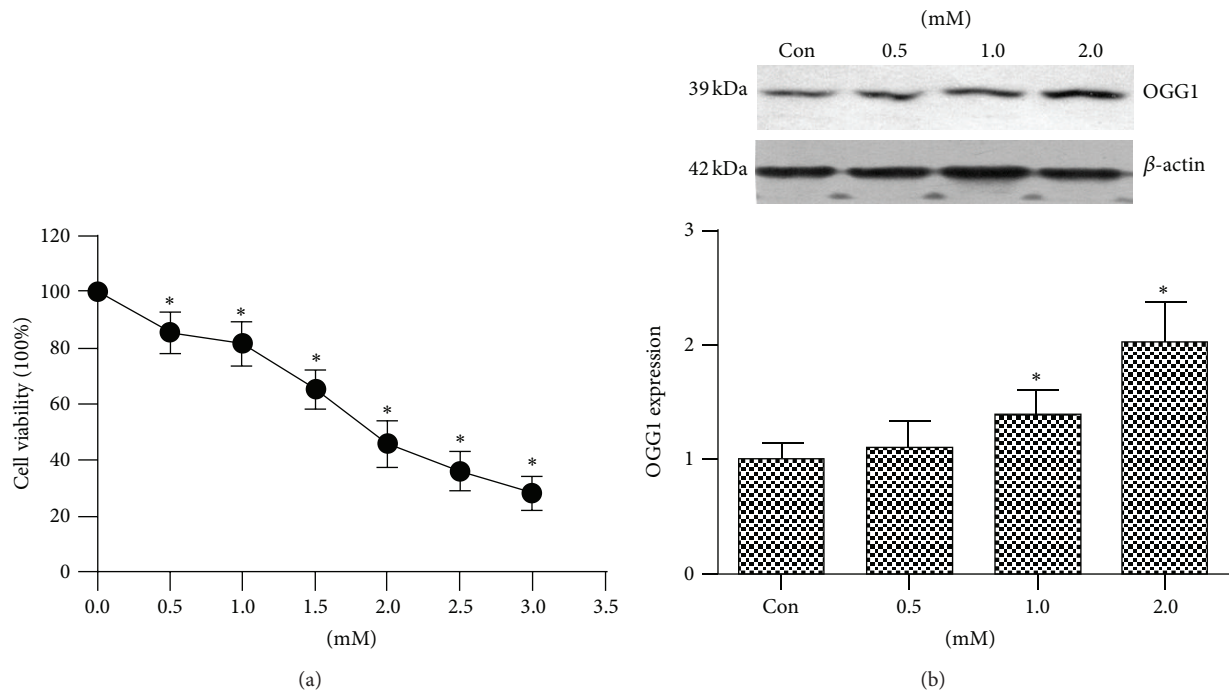 120
100
80
60
40
20
0
Cell viability (100%)
* * * * * *
0.0 0.5 1.0 1.5 2.0 2.5 3.0 3.5
(mM)
(a)
(mM)
Con 0.5 1.0 2.0
39 kDa OGG1
42 kDa β-actin
3
2
1
0
OGG1 expression
* *
Con 0.5 1.0 2.0
(mM)
(b)